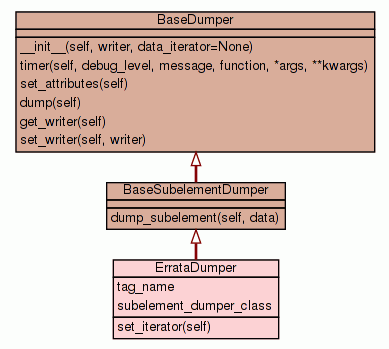 BaseDumper
__init__(self, writer, data_iterator=None)
timer(self, debug_level, message, function, *args, **kwargs)
set_attributes(self)
dump(self)
get_writer(self)
set_writer(self, writer)
BaseSubelementDumper
dump_subelement(self, data)
ErrataDumper
tag_name
subelement_dumper_class
set_iterator(self)